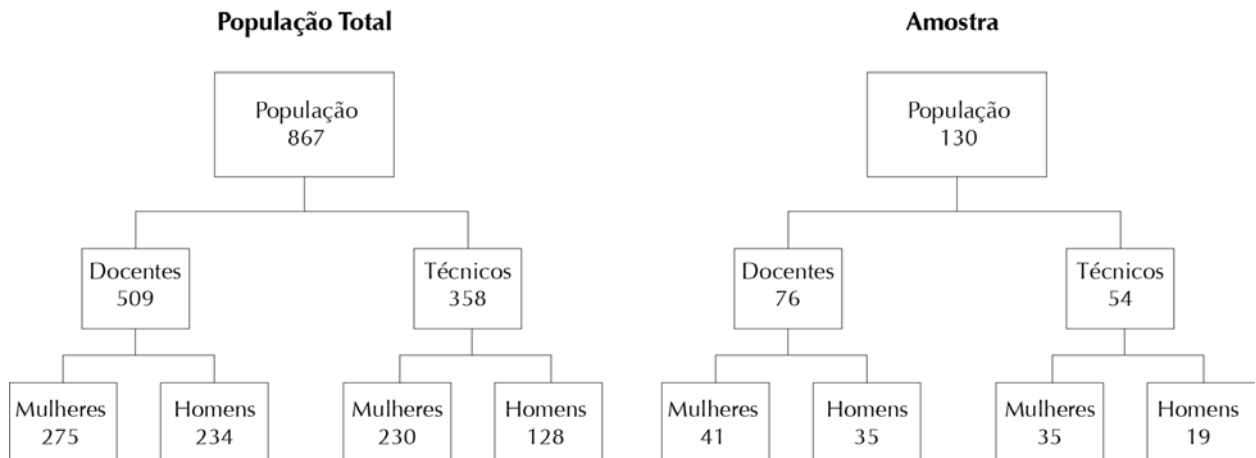 População Total
População
867
Docentes
509
Técnicos
358
Mulheres
275
Homens
234
Mulheres
230
Homens
128
Amostra
População
130
Docentes
76
Técnicos
54
Mulheres
41
Homens
35
Mulheres
35
Homens
19